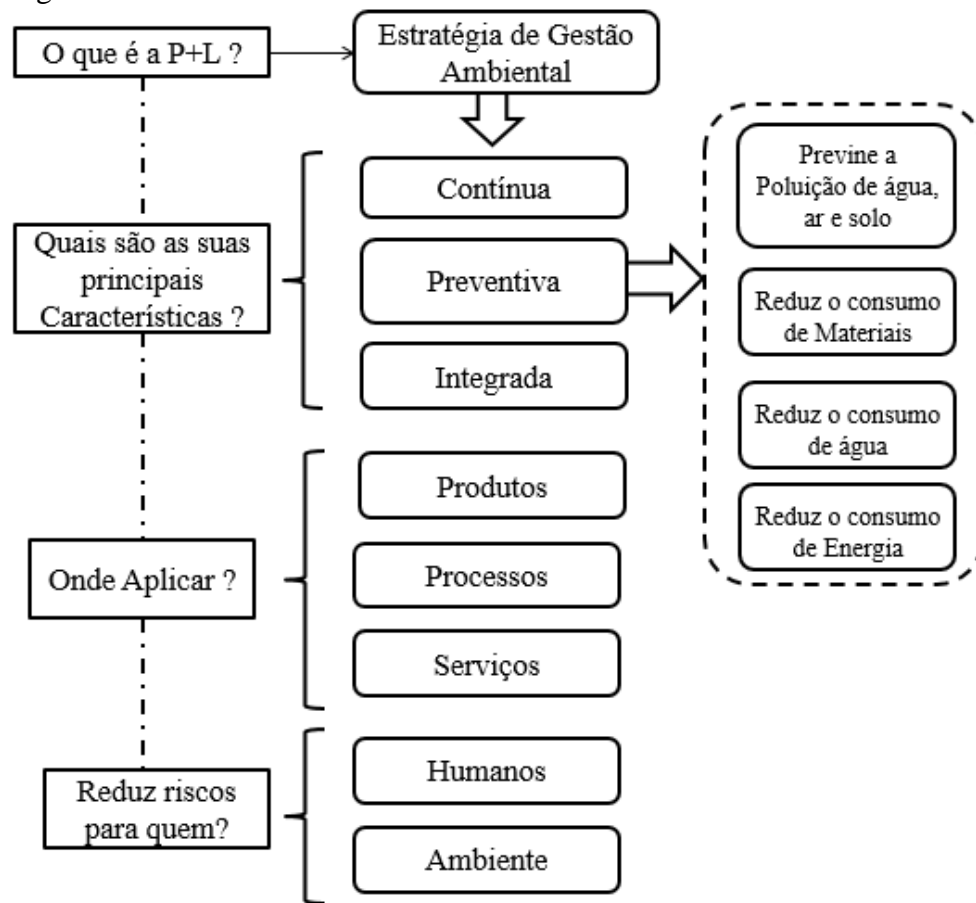 O que é a P+L ?
Estratégia de Gestão
Ambiental
Quais são as suas
principais
Características ?
Contínua
Preventiva
Integrada
Previne a
Poluição de água,
ar e solo
Reduz o consumo
de Materiais
Reduz o consumo
de água
Reduz o consumo
de Energia
Onde Aplicar ?
Produtos
Processos
Serviços
Reduz riscos
para quem?
Humanos
Ambiente